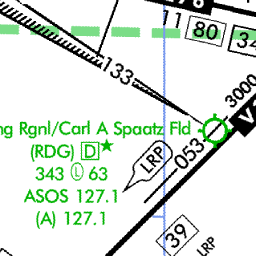 11 80 34
133
3000
V
ng Rgnl/Carl A Spaatz Fld
(RDG) D★
343 Ⓛ 63
ASOS 127.1
(A) 127.1
LRP
053
39
LRP